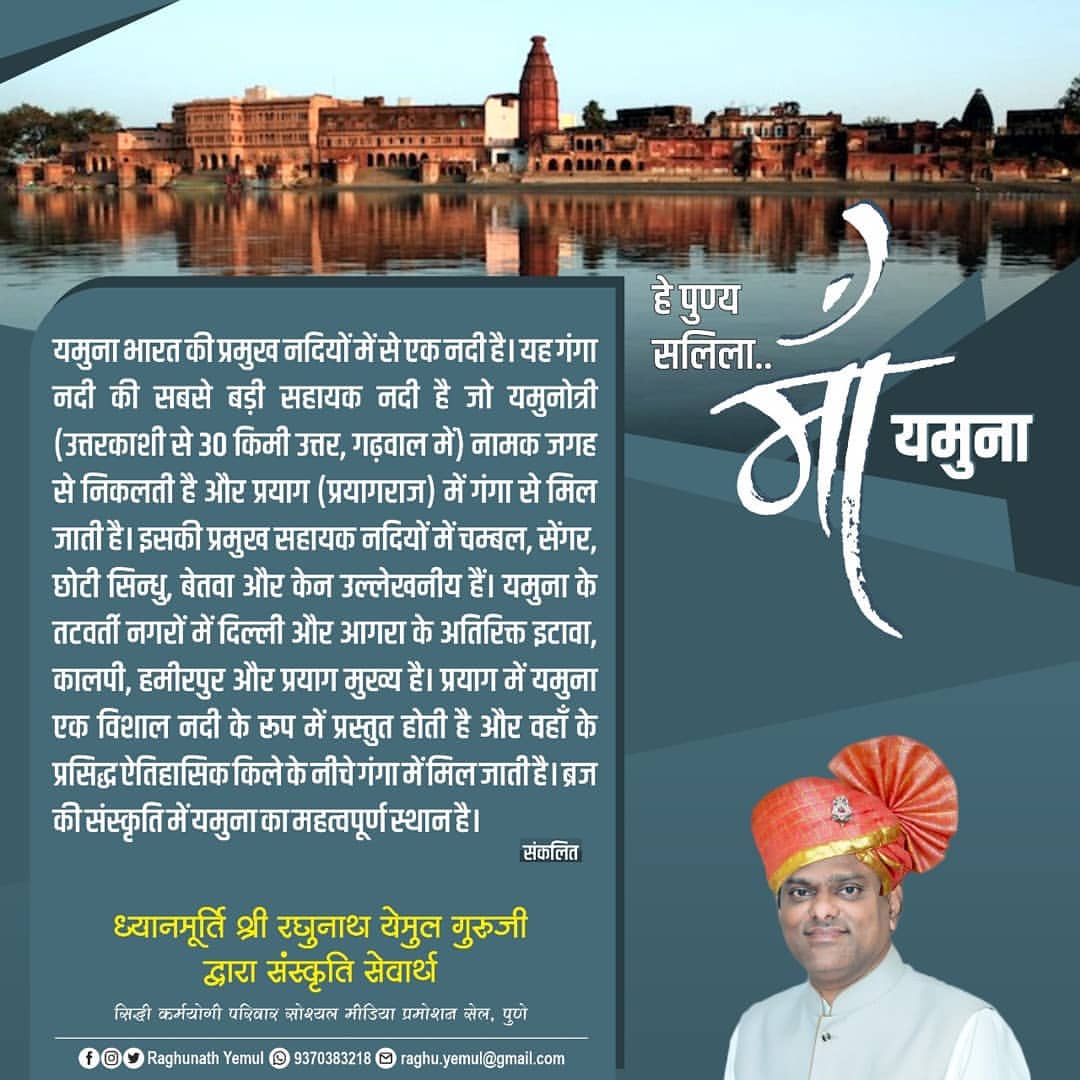 हे पुण्य
सलिला..
माँ
यमुना
यमुना भारत की प्रमुख नदियों में से एक नदी है। यह गंगा
नदी की सबसे बड़ी सहायक नदी है जो यमुनोत्री
(उत्तरकाशी से 30 किमी उत्तर, गढ़वाल में) नामक जगह
से निकलती है और प्रयाग (प्रयागराज) में गंगा से मिल
जाती है। इसकी प्रमुख सहायक नदियों में चम्बल, सेंगर,
छोटी सिन्धु, बेतवा और केन उल्लेखनीय हैं। यमुना के
तटवर्ती नगरों में दिल्ली और आगरा के अतिरिक्त इटावा,
कालपी, हमीरपुर और प्रयाग मुख्य है। प्रयाग में यमुना
एक विशाल नदी के रूप में प्रस्तुत होती है और वहाँ के
प्रसिद्ध ऐतिहासिक किले के नीचे गंगा में मिल जाती है। ब्रज
की संस्कृति में यमुना का महत्वपूर्ण स्थान है।
संकलित
ध्यानमूर्ति श्री रघुनाथ येमुल गुरुजी
द्वारा संस्कृति सेवार्थ
सिद्धी कर्मयोगी परिवार सोश्यल मीडिया प्रमोशन सेल, पुणे
Raghunath Yemul 9370383218 raghu.yemul@gmail.com